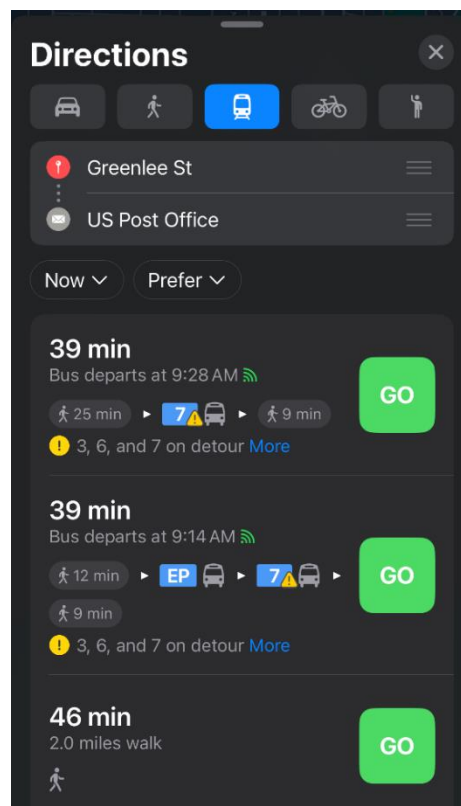 Directions
Greenlee St
US Post Office
Now Prefer
39 min
Bus departs at 9:28 AM
GO
25 min 7 9 min
3, 6, and 7 on detour More
39 min
Bus departs at 9:14 AM
12 min EP 7
GO
9 min
3, 6, and 7 on detour More
46 min
2.0 miles walk
GO